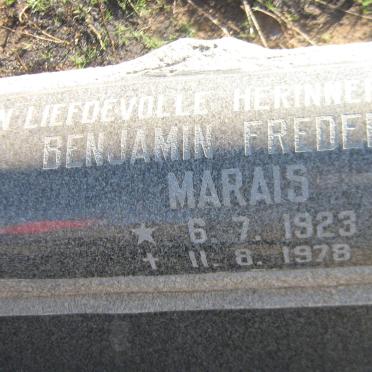 N LIEFDEVOLLE HERINNE
BENJAMIN FREDE
MARAIS
★ 6. 7. 1923
✝ 11. 8. 1978